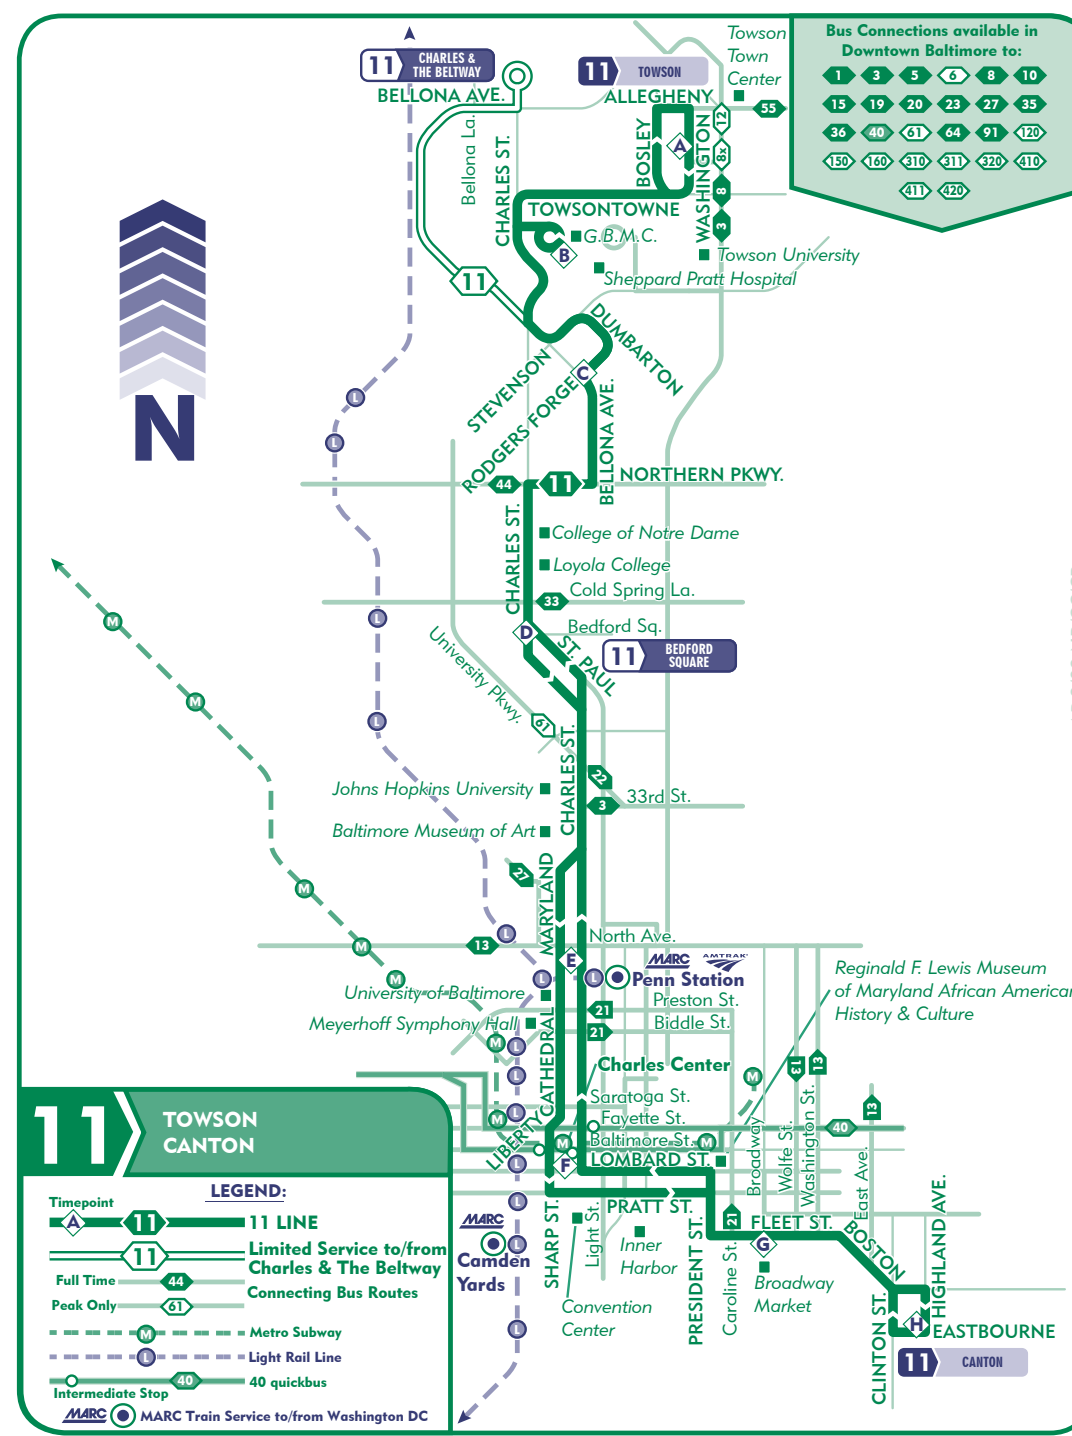 11 CHARLES &
THE BELTWAY
11 TOWSON
Towson
Town
Center
Bus Connections available in
Downtown Baltimore to:
1 3 5 6 8 10
15 19 20 23 27 35
36 40 61 64 91 120
150 160 310 311 320 410
411 420
BELLONA AVE.
ALLEGHENY
55
12
8x
8
3
Bellona La.
CHARLES ST.
BOSLEY
A
WASHINGTON
TOWSONTOWNE
G.B.M.C.
B
Towson University
Sheppard Pratt Hospital
11
DUMBARTON
STEVENSON
C
RODGERS FORGE
BELLONA AVE.
N
L
L
44
11
NORTHERN PKWY.
CHARLES ST.
College of Notre Dame
Loyola College
Cold Spring La.
33
D
Bedford Sq.
ST. PAUL
11 BEDFORD
SQUARE
University Pkwy.
61
M
L
M
L
CHARLES ST.
22
Johns Hopkins University
3
33rd St.
Baltimore Museum of Art
27
MARYLAND
M
L
13
North Ave.
M
E
MARC
AMTRAK
L
L
Penn Station
M
University of Baltimore
Preston St.
21
Meyerhoff Symphony Hall
Biddle St.
21
Reginald F. Lewis Museum
of Maryland African American
History & Culture
CATHEDRAL
M
L
L
Charles Center
M
13
13
13
Saratoga St.
L
M
Fayette St.
40
LIBERTY
Baltimore St.
M
M
LOMBARD ST.
L
F
Broadway
Wolfe St.
Washington St.
East Ave.
PRATT ST.
L
SHARP ST.
Light St.
21
FLEET ST.
G
BOSTON
HIGHLAND AVE.
MARC
L
Camden
Yards
Inner
Harbor
PRESIDENT ST.
Caroline St.
Broadway
Market
Convention
Center
L
CLINTON ST.
H
EASTBOURNE
11 CANTON
11
TOWSON
CANTON
LEGEND:
Timepoint
A 11 11 LINE
11 Limited Service to/from
Charles & The Beltway
Full Time 44
Connecting Bus Routes
Peak Only 61
M Metro Subway
L Light Rail Line
40 40 quickbus
Intermediate Stop
MARC MARC Train Service to/from Washington DC